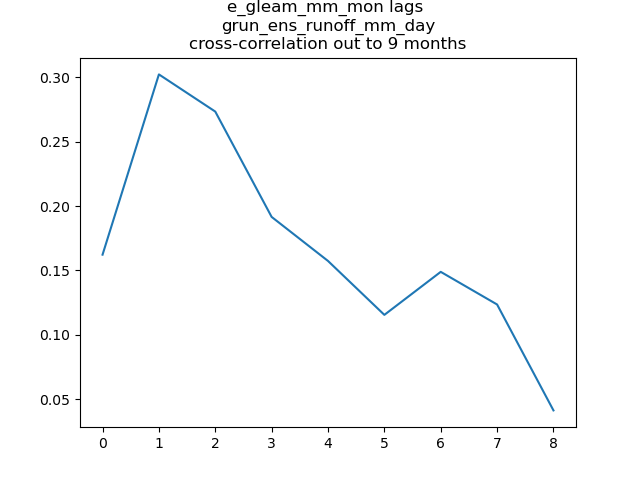 e_gleam_mm_mon lags
grun_ens_runoff_mm_day
cross-correlation out to 9 months
0.30
0.25
0.20
0.15
0.10
0.05
0 1 2 3 4 5 6 7 8